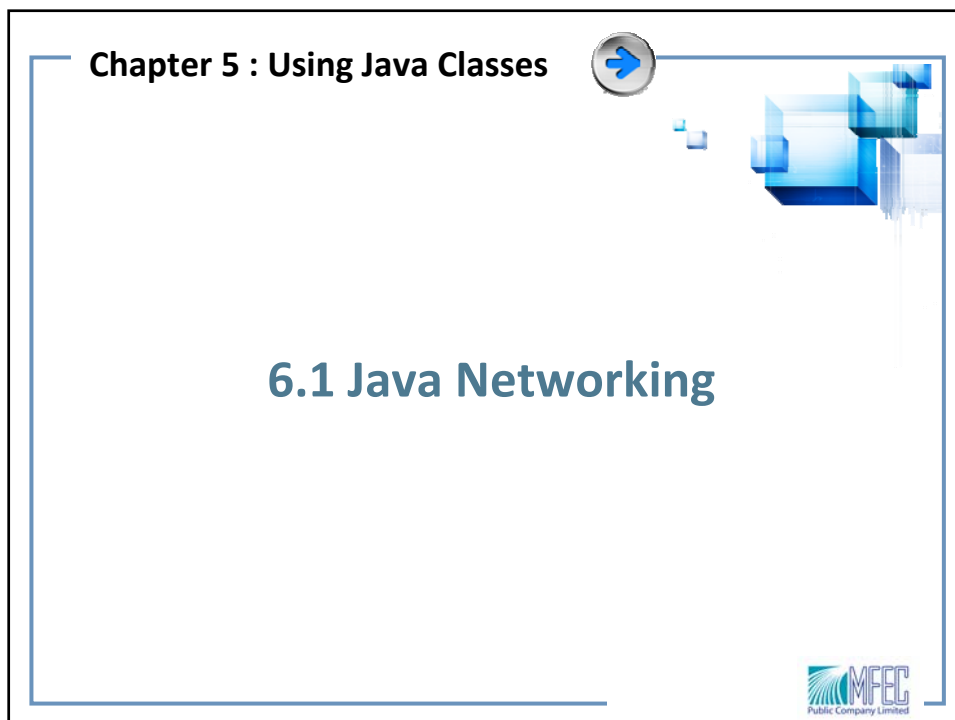 Chapter 5 : Using Java Classes
6.1 Java Networking
MFEC
Public Company Limited